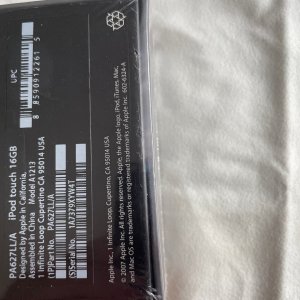 PA627LL/A iPod touch 16GB
Designed by Apple in California,
Assembled in China Model A1213
1 Infinite Loop Cupertino CA 95014 USA
(1P)Part No. PA627LL/A
(S)Serial No. 1A7379XYW4T
UPC
8 85909 12261 5
Apple Inc., 1 Infinite Loop, Cupertino, CA 95014 USA
© 2007 Apple Inc. All rights reserved. Apple, the Apple logo, iPod, iTunes, Mac,
and Mac OS are trademarks of Apple Inc.